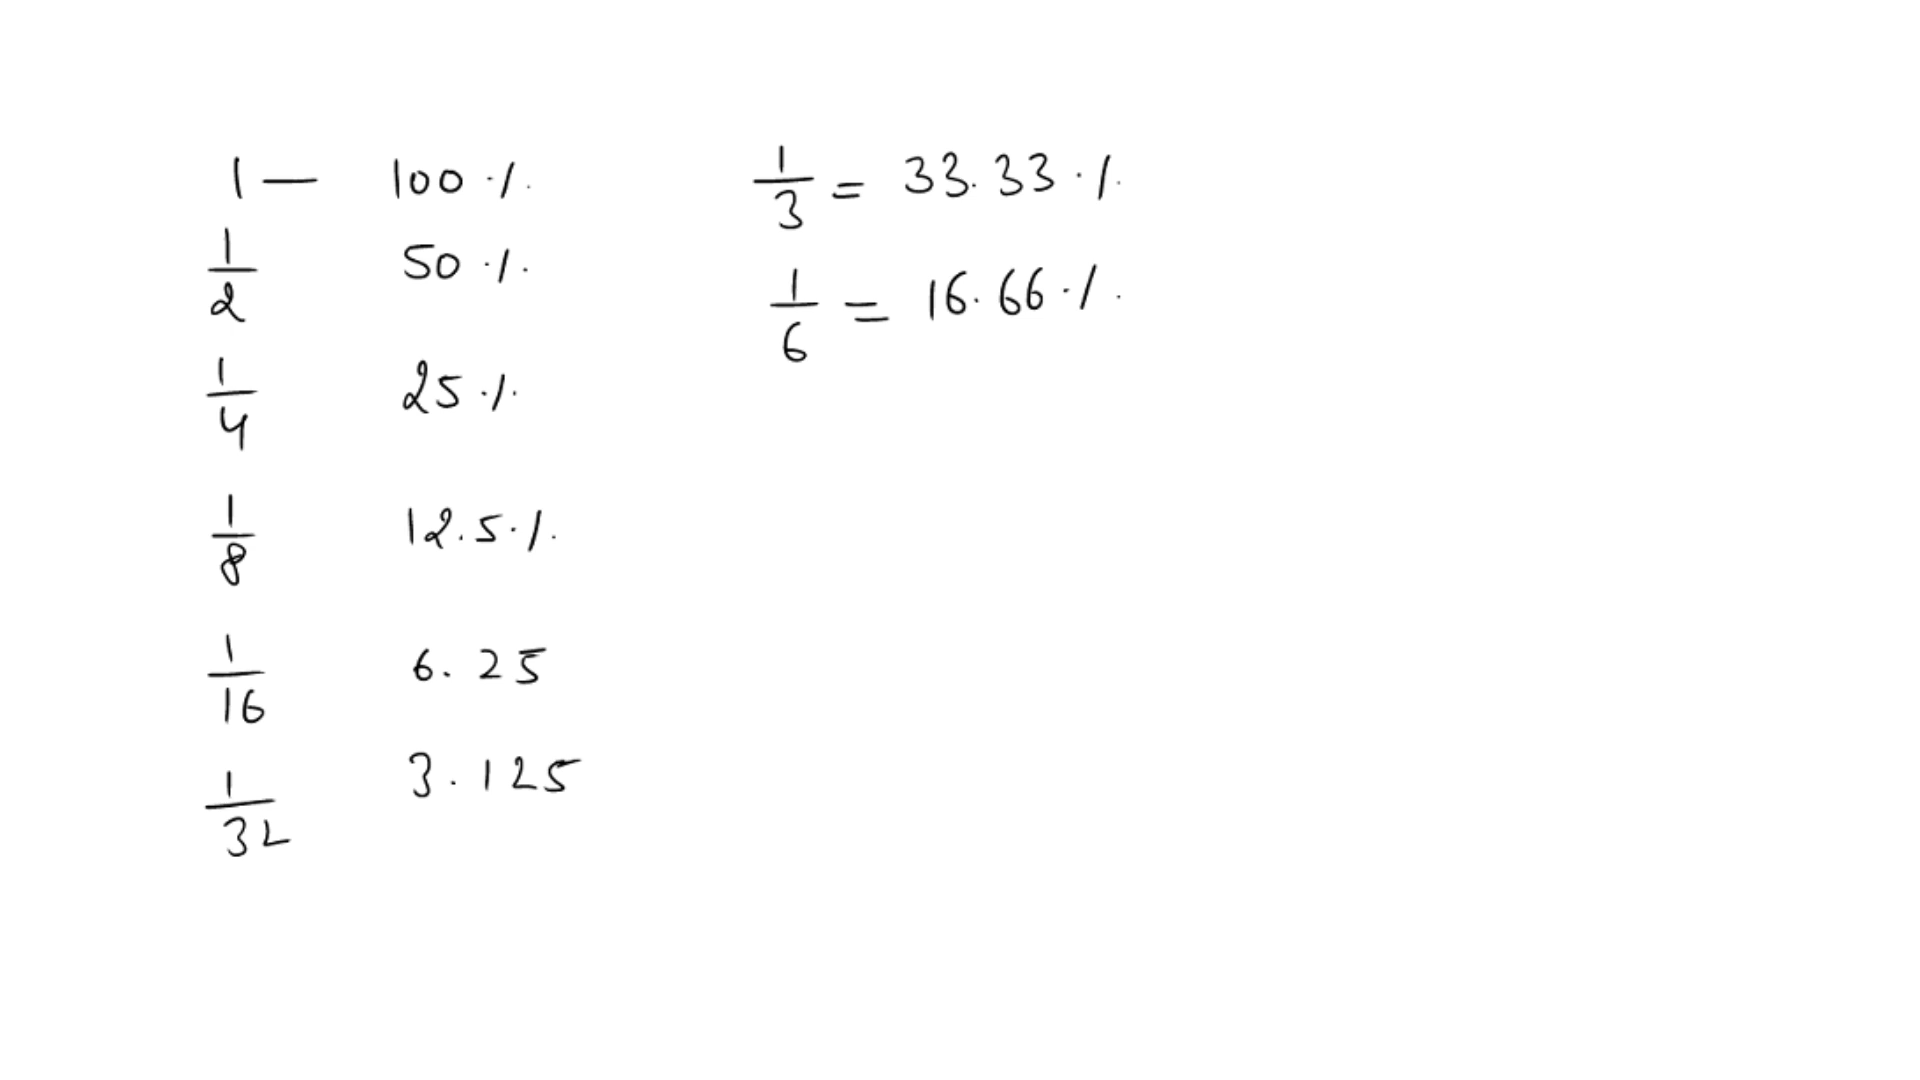 1 — 100%
1/2 50%
1/4 25%
1/8 12.5%
1/16 6.25
1/32 3.125
1/3 = 33.33%
1/6 = 16.66%